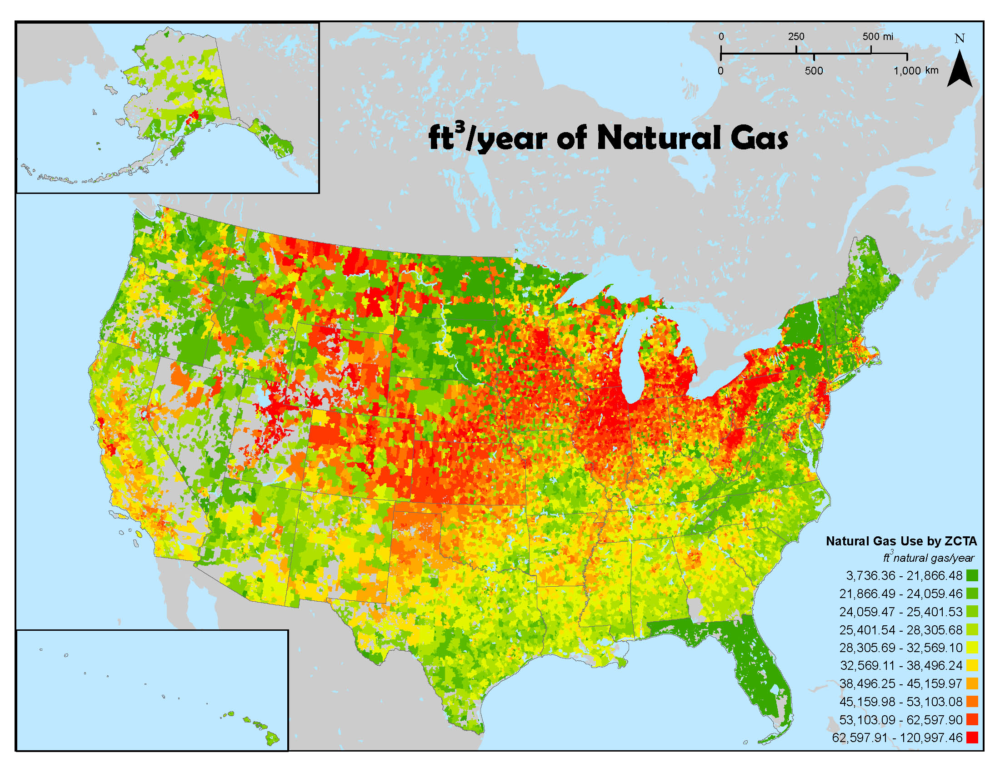 0 250 500 mi
N
0 500 1,000 km
ft³/year of Natural Gas
Natural Gas Use by ZCTA
ft³ natural gas/year
3,736.36 - 21,866.48
21,866.49 - 24,059.46
24,059.47 - 25,401.53
25,401.54 - 28,305.68
28,305.69 - 32,569.10
32,569.11 - 38,496.24
38,496.25 - 45,159.97
45,159.98 - 53,103.08
53,103.09 - 62,597.90
62,597.91 - 120,997.46